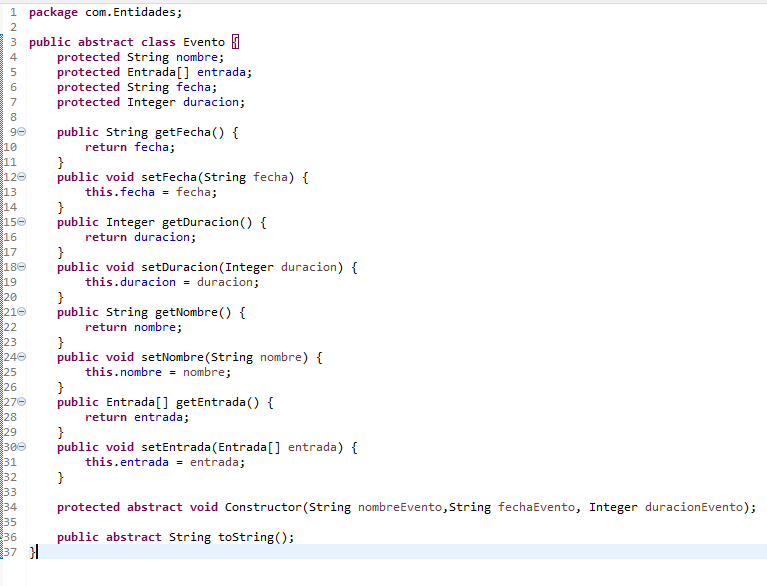 1 package com.Entidades;
2
3 public abstract class Evento {
4     protected String nombre;
5     protected Entrada[] entrada;
6     protected String fecha;
7     protected Integer duracion;
8
9     public String getFecha() {
10         return fecha;
11     }
12     public void setFecha(String fecha) {
13         this.fecha = fecha;
14     }
15     public Integer getDuracion() {
16         return duracion;
17     }
18     public void setDuracion(Integer duracion) {
19         this.duracion = duracion;
20     }
21     public String getNombre() {
22         return nombre;
23     }
24     public void setNombre(String nombre) {
25         this.nombre = nombre;
26     }
27     public Entrada[] getEntrada() {
28         return entrada;
29     }
30     public void setEntrada(Entrada[] entrada) {
31         this.entrada = entrada;
32     }
33
34     protected abstract void Constructor(String nombreEvento,String fechaEvento, Integer duracionEvento);
35
36     public abstract String toString();
37 }